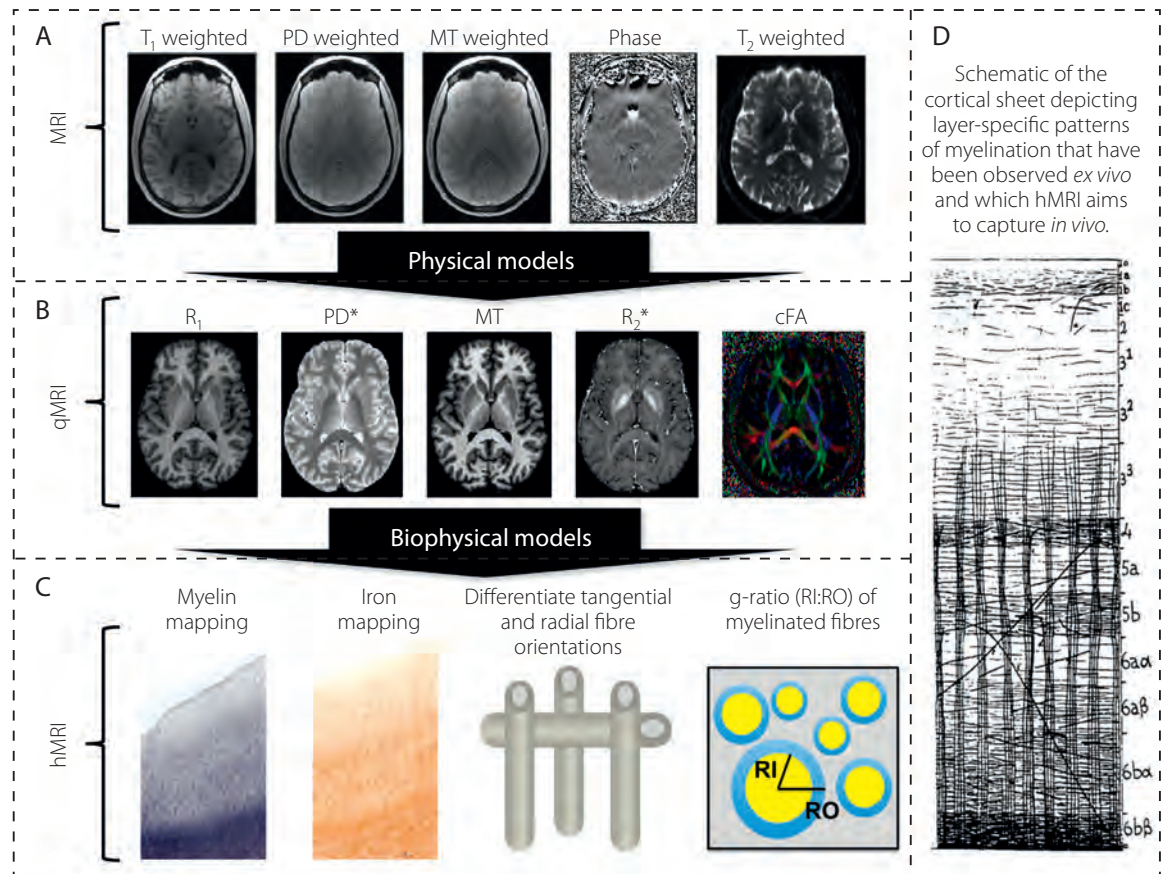 A
MRI
T1 weighted
PD weighted
MT weighted
Phase
T2 weighted
Physical models
B
qMRI
R1
PD*
MT
R2*
cFA
Biophysical models
C
hMRI
Myelin
mapping
Iron
mapping
Differentiate tangential
and radial fibre
orientations
g-ratio (RI:RO) of
myelinated fibres
RI
RO
D
Schematic of the
cortical sheet depicting
layer-specific patterns
of myelination that have
been observed ex vivo
and which hMRI aims
to capture in vivo.
1a
1b
1c
2
3¹
3²
3³
4
5a
5b
6aα
6aβ
6bα
6bβ